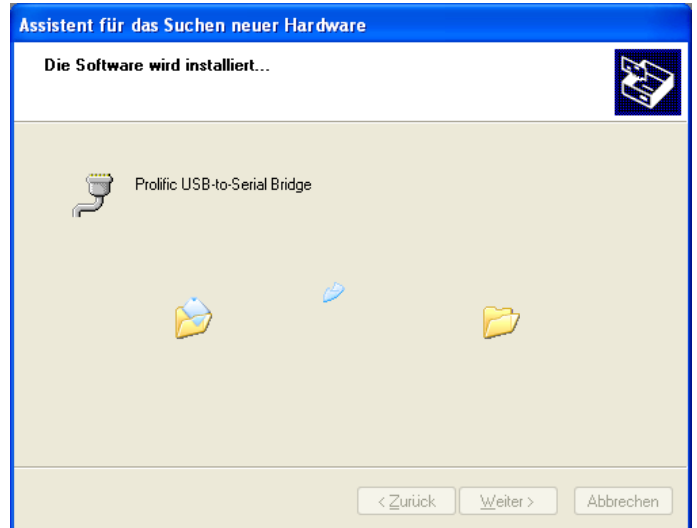 Assistent für das Suchen neuer Hardware
Die Software wird installiert...
Prolific USB-to-Serial Bridge
< Zurück
Weiter >
Abbrechen